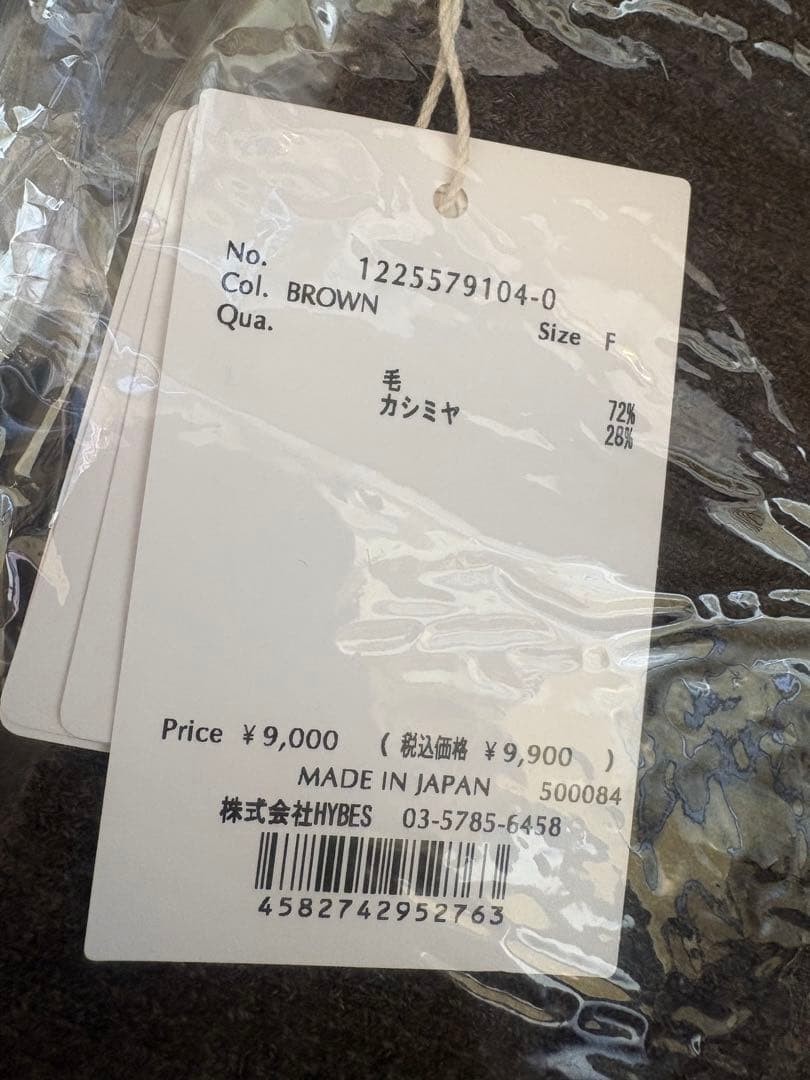 No. 1225579104-0
Col. BROWN Size F
Qua.
毛 72%
カシミヤ 28%
Price ¥9,000 ( 税込価格 ¥9,900 )
MADE IN JAPAN 500084
株式会社HYBES 03-5785-6458
4582742952763